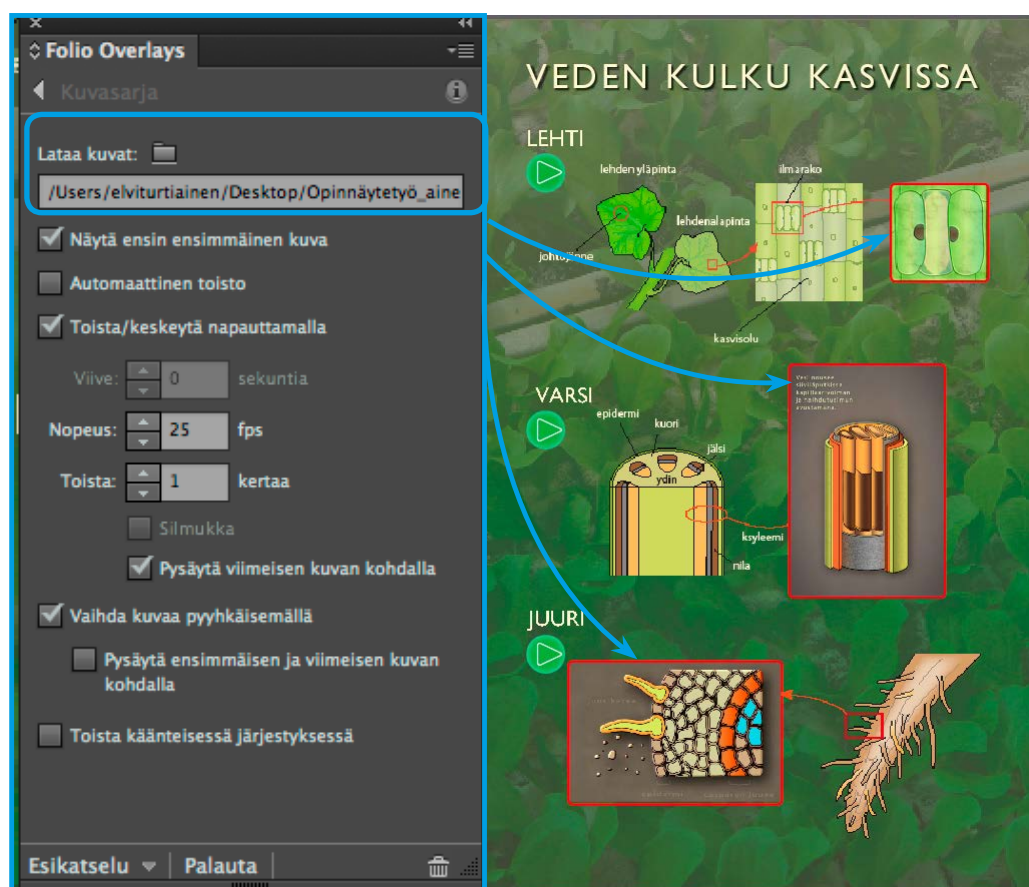 Folio Overlays
Kuvasarja
Lataa kuvat:
/Users/elviturtiainen/Desktop/Opinnäytetyö_aine
Näytä ensin ensimmäinen kuva
Automaattinen toisto
Toista/keskeytä napauttamalla
Viive: 0 sekuntia
Nopeus: 25 fps
Toista: 1 kertaa
Silmukka
Pysäytä viimeisen kuvan kohdalla
Vaihda kuvaa pyyhkäisemällä
Pysäytä ensimmäisen ja viimeisen kuvan
kohdalla
Toista käänteisessä järjestyksessä
Esikatselu Palauta
VEDEN KULKU KASVISSA
LEHTI
lehden yläpinta
ilmarako
lehdenalapinta
johtojänne
kasvisolu
VARSI
epidermi
kuori
jälsi
ydin
ksyleemi
nila
Vesi nousee
JUURI